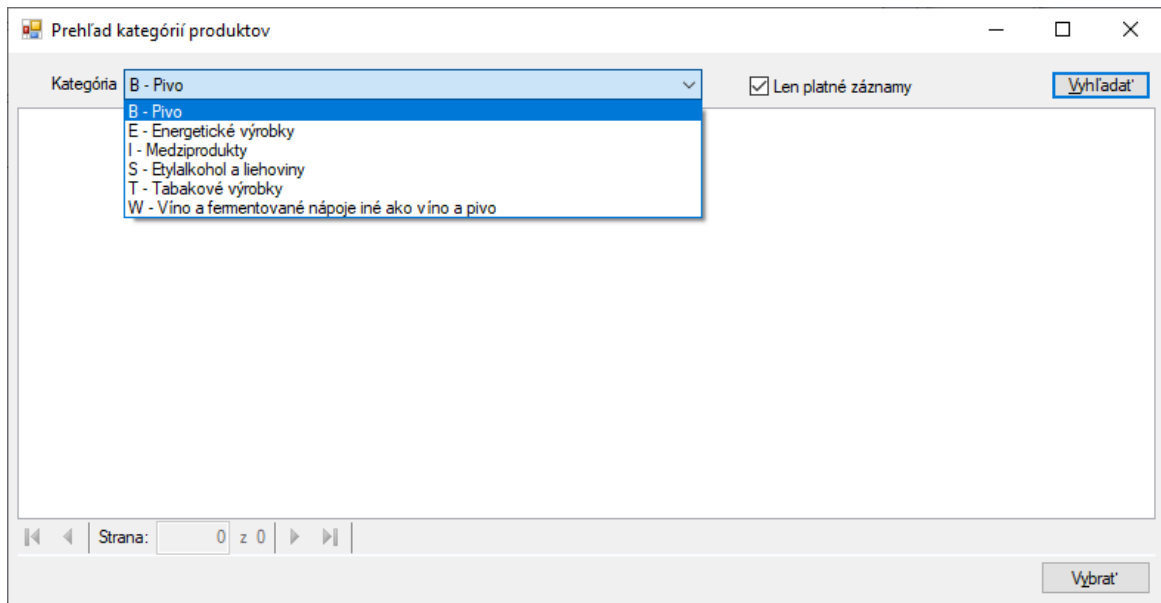 Prehľad kategórií produktov
Kategória B - Pivo Len platné záznamy Vyhľadať
B - Pivo
E - Energetické výrobky
I - Medziprodukty
S - Etylalkohol a liehoviny
T - Tabakové výrobky
W - Víno a fermentované nápoje iné ako víno a pivo
Strana: 0 z 0
Vybrať